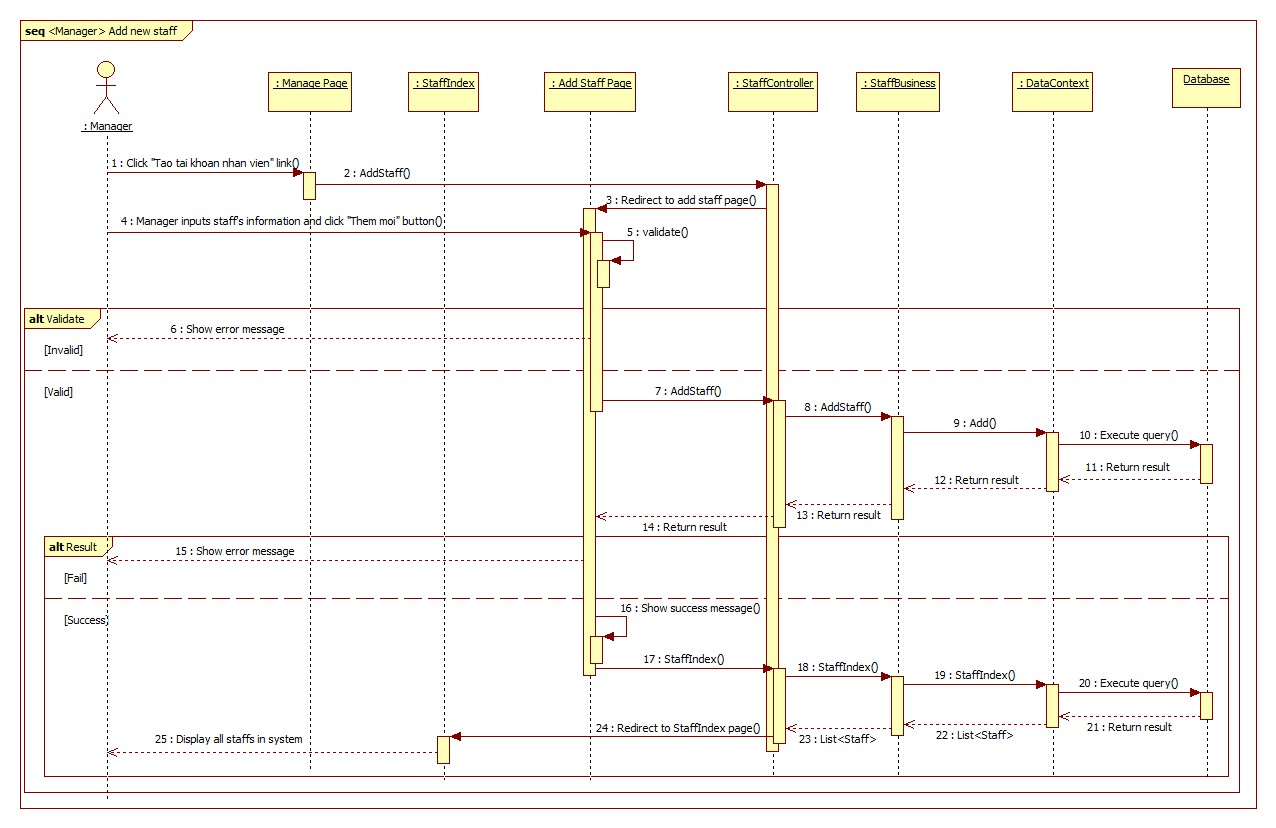 seq <Manager> Add new staff
: Manager
: Manage Page
: StaffIndex
: Add Staff Page
: StaffController
: StaffBusiness
: DataContext
Database
1 : Click "Tao tai khoan nhan vien" link()
2 : AddStaff()
3 : Redirect to add staff page()
4 : Manager inputs staff's information and click "Them moi" button()
5 : validate()
alt Validate
6 : Show error message
[Invalid]
[Valid]
7 : AddStaff()
8 : AddStaff()
9 : Add()
10 : Execute query()
11 : Return result
12 : Return result
13 : Return result
14 : Return result
alt Result
15 : Show error message
[Fail]
16 : Show success message()
[Success]
17 : StaffIndex()
18 : StaffIndex()
19 : StaffIndex()
20 : Execute query()
21 : Return result
22 : List<Staff>
23 : List<Staff>
24 : Redirect to StaffIndex page()
25 : Display all staffs in system